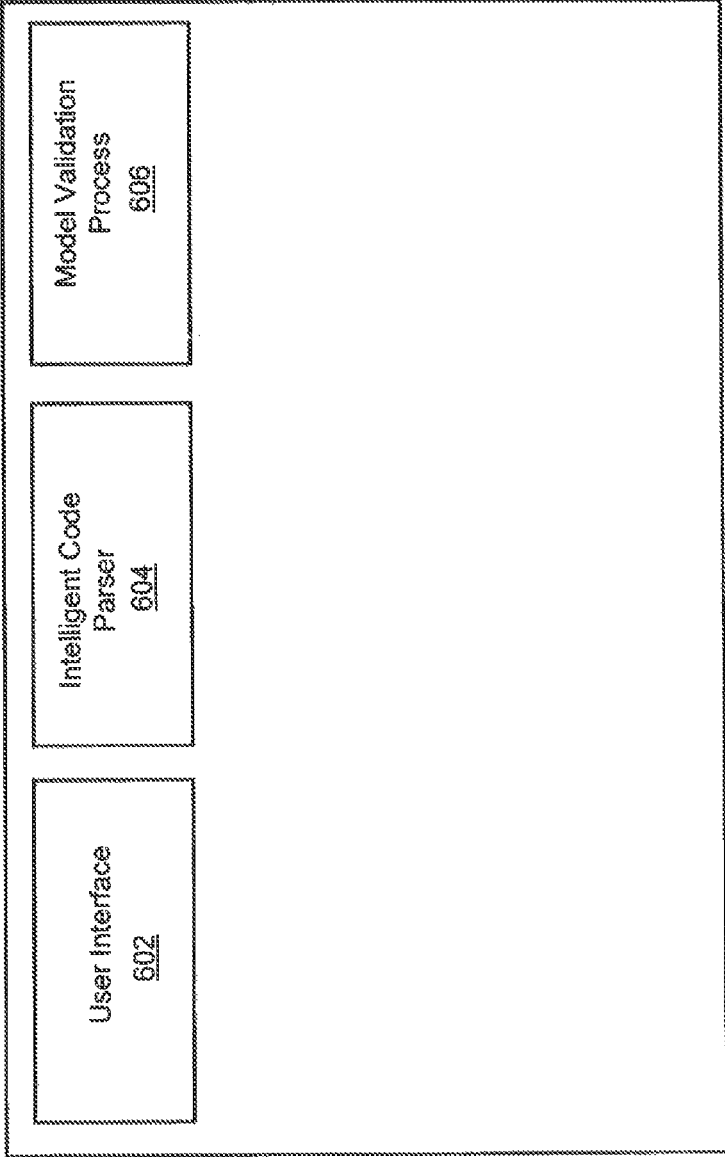 User Interface
602
Intelligent Code
Parser
604
Model Validation
Process
606